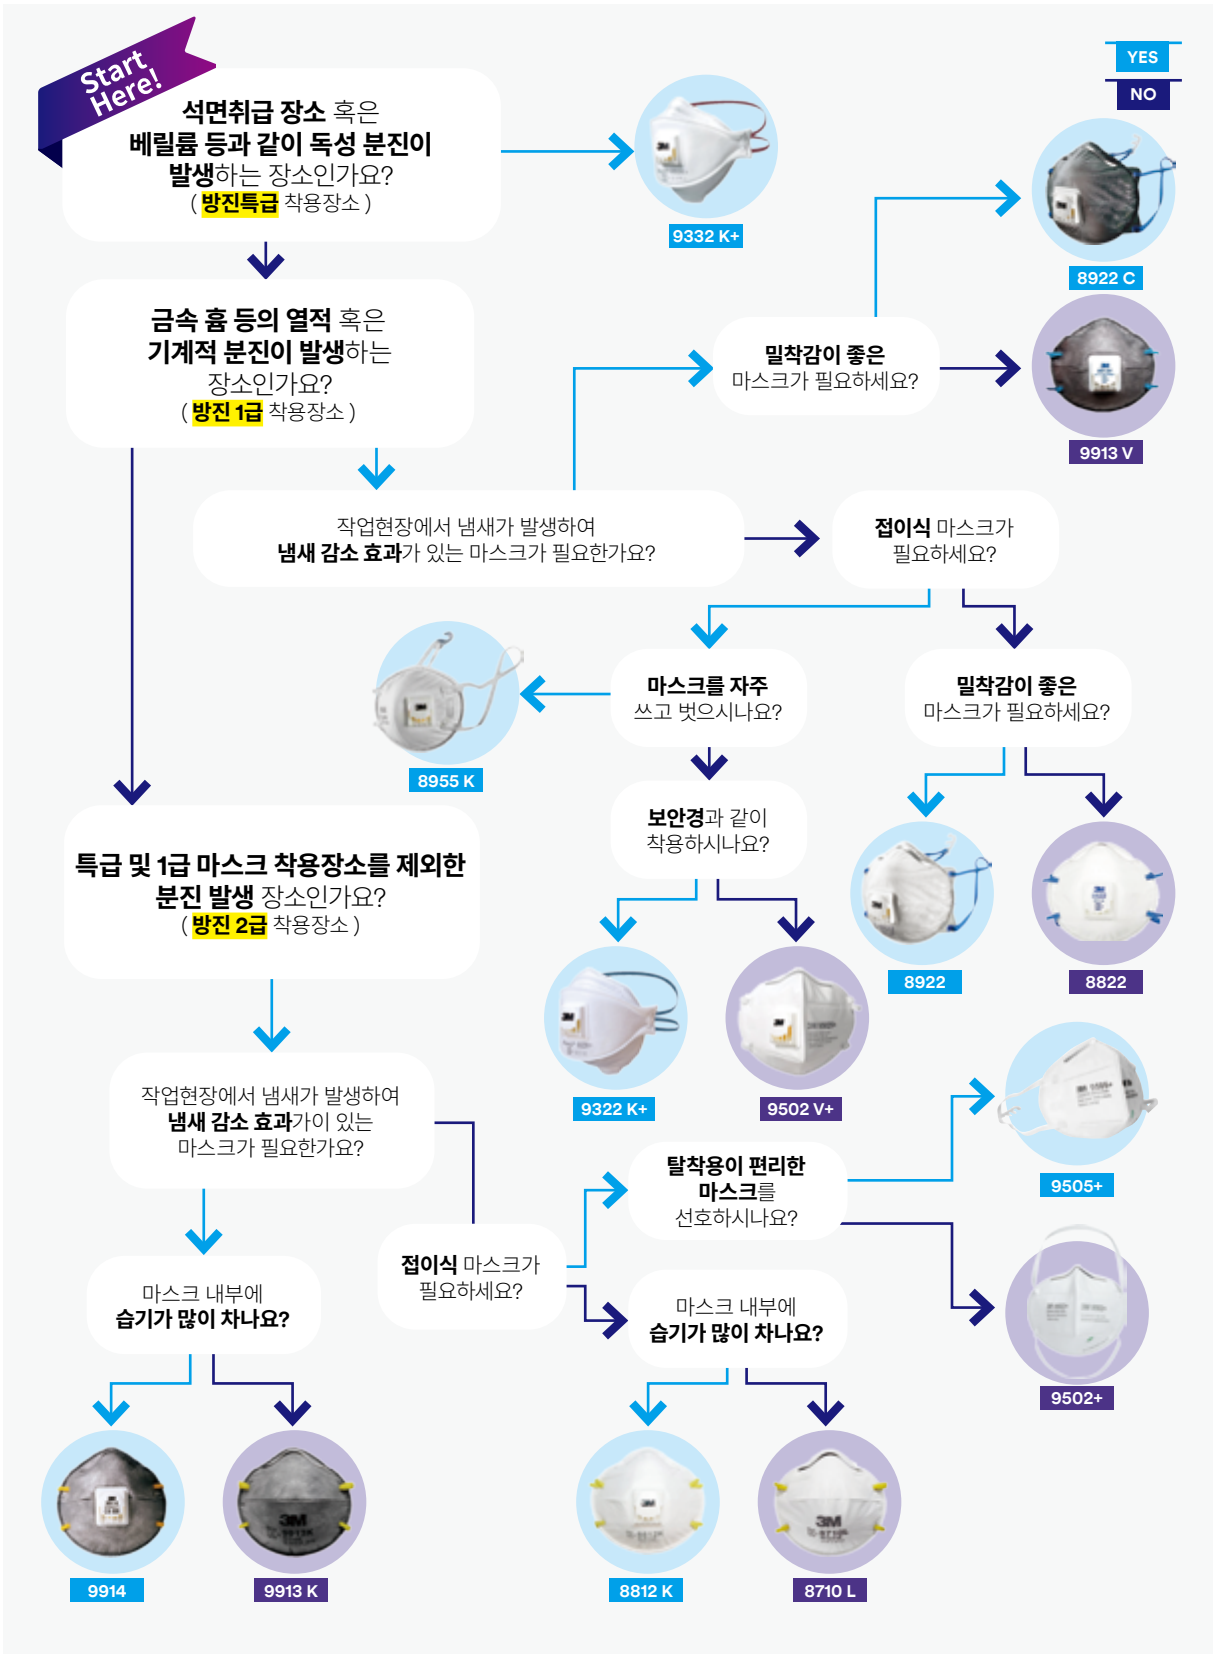 Start
Here!
YES
NO
석면취급 장소 혹은
베릴륨 등과 같이 독성 분진이
발생하는 장소인가요?
( 방진특급 착용장소 )
9332 K+
8922 C
금속 흄 등의 열적 혹은
기계적 분진이 발생하는
장소인가요?
( 방진 1급 착용장소 )
밀착감이 좋은
마스크가 필요하세요?
9913 V
작업현장에서 냄새가 발생하여
냄새 감소 효과가 있는 마스크가 필요한가요?
접이식 마스크가
필요하세요?
마스크를 자주
쓰고 벗으시나요?
밀착감이 좋은
마스크가 필요하세요?
8955 K
보안경과 같이
착용하시나요?
특급 및 1급 마스크 착용장소를 제외한
분진 발생 장소인가요?
( 방진 2급 착용장소 )
8922
8822
9322 K+
9502 V+
작업현장에서 냄새가 발생하여
냄새 감소 효과가이 있는
마스크가 필요한가요?
탈착용이 편리한
마스크를
선호하시나요?
9505+
접이식 마스크가
필요하세요?
마스크 내부에
습기가 많이 차나요?
마스크 내부에
습기가 많이 차나요?
9502+
3M
3M
3M
9914
9913 K
8812 K
8710 L